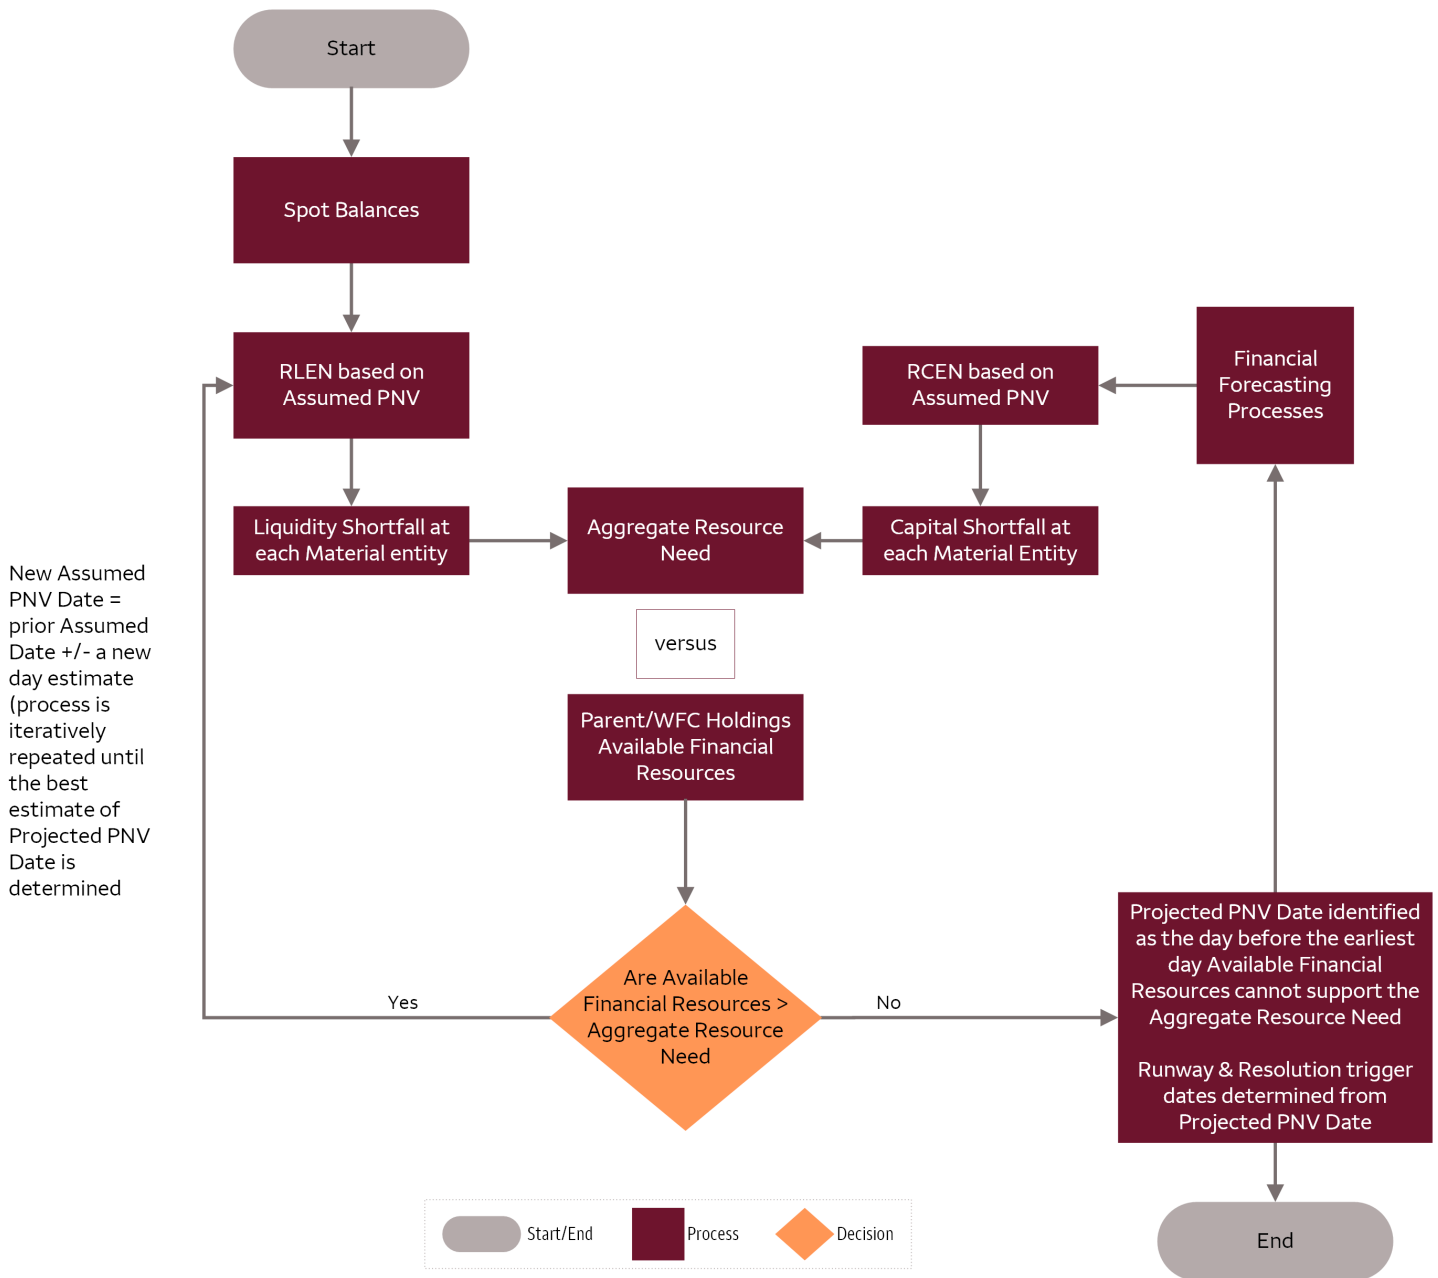 Start
Spot Balances
RLEN based on
Assumed PNV
RCEN based on
Assumed PNV
Financial
Forecasting
Processes
Liquidity Shortfall at
each Material entity
Aggregate Resource
Need
Capital Shortfall at
each Material Entity
versus
Parent/WFC Holdings
Available Financial
Resources
New Assumed
PNV Date =
prior Assumed
Date +/- a new
day estimate
(process is
iteratively
repeated until
the best
estimate of
Projected PNV
Date is
determined
Are Available
Financial Resources >
Aggregate Resource
Need
Yes
No
Projected PNV Date identified
as the day before the earliest
day Available Financial
Resources cannot support the
Aggregate Resource Need
Runway & Resolution trigger
dates determined from
Projected PNV Date
End
Start/End
Process
Decision